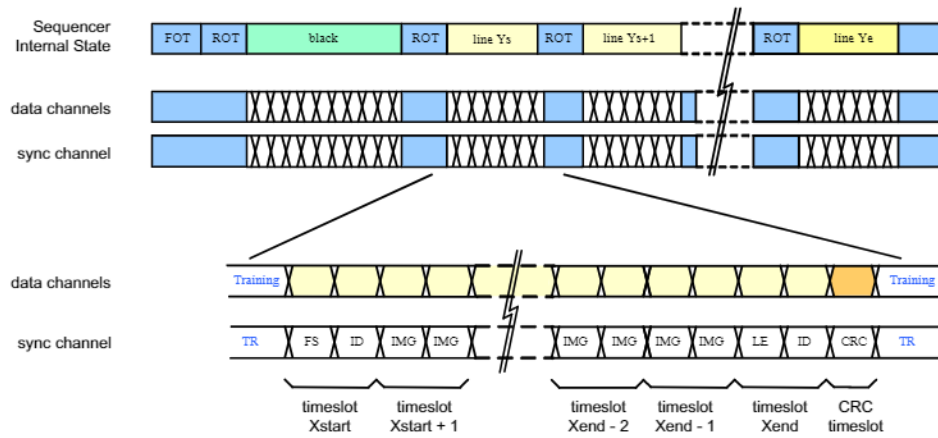 Sequencer
Internal State
FOT ROT black ROT line Ys ROT line Ys+1 ROT line Ye
data channels
sync channel
data channels
Training Training
sync channel
TR FS ID IMG IMG IMG IMG IMG IMG LE ID CRC TR
timeslot timeslot timeslot timeslot timeslot CRC
Xstart Xstart + 1 Xend - 2 Xend - 1 Xend timeslot